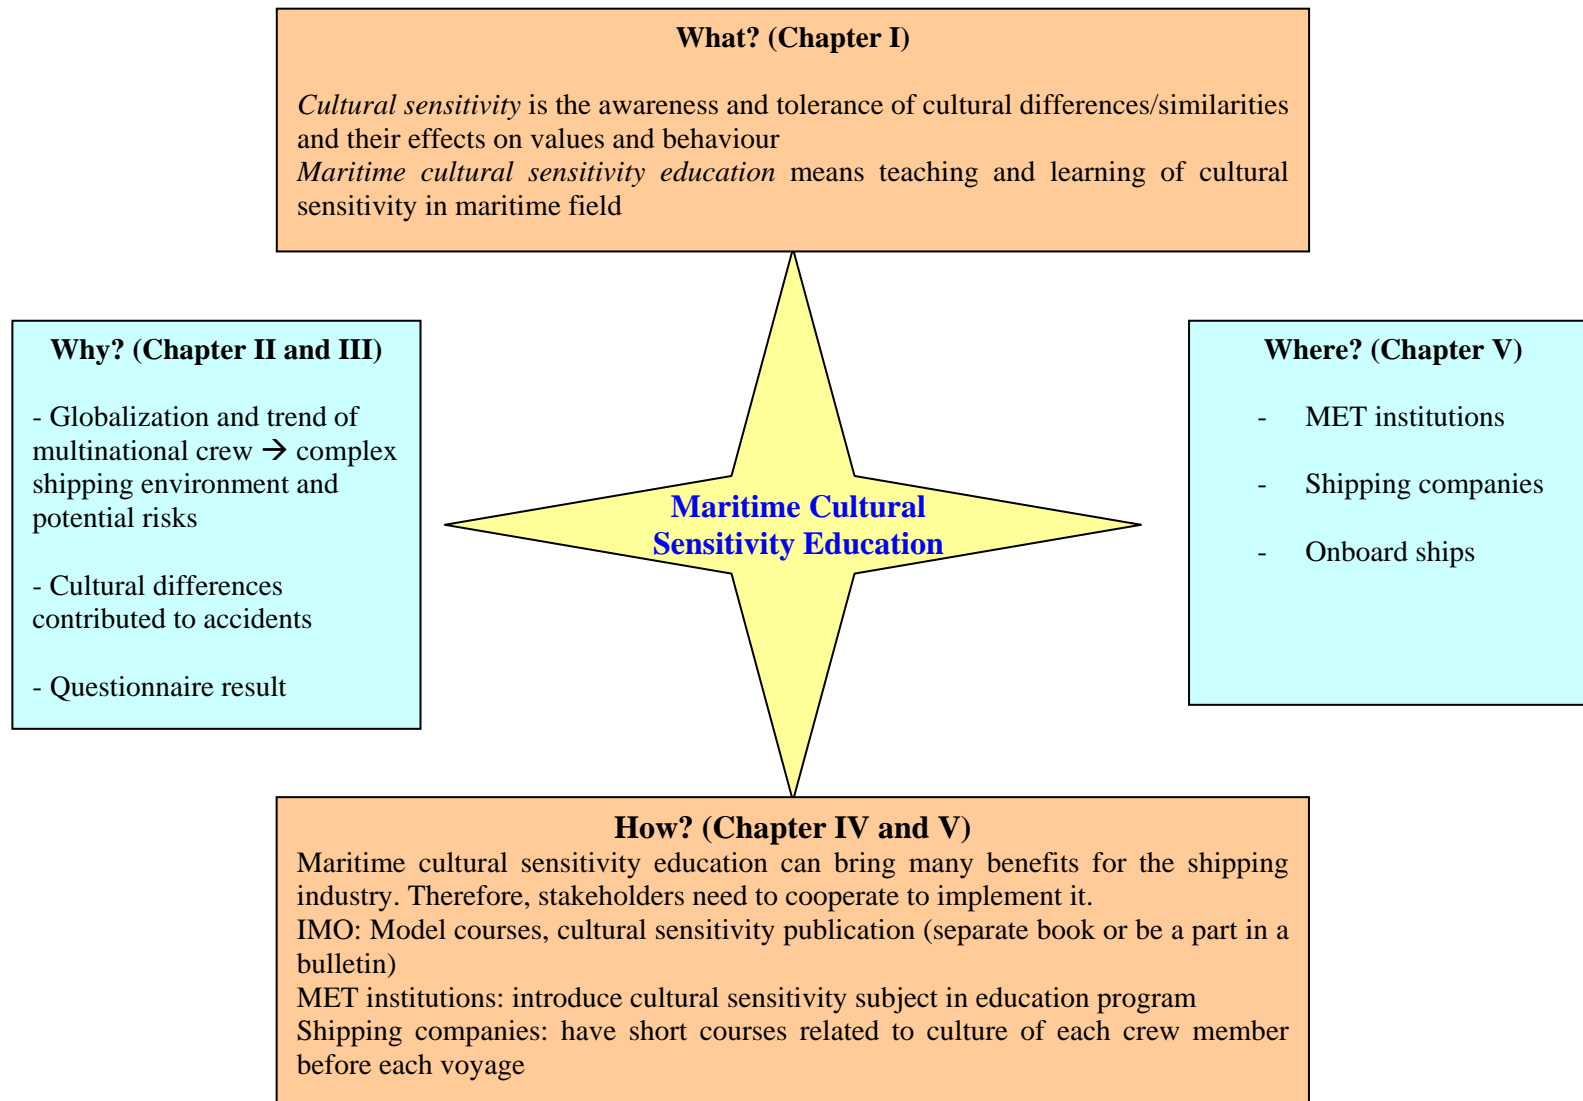 What? (Chapter I)
Cultural sensitivity is the awareness and tolerance of cultural differences/similarities
and their effects on values and behaviour
Maritime cultural sensitivity education means teaching and learning of cultural
sensitivity in maritime field
Why? (Chapter II and III)
- Globalization and trend of
multinational crew → complex
shipping environment and
potential risks
- Cultural differences
contributed to accidents
- Questionnaire result
Maritime Cultural
Sensitivity Education
Where? (Chapter V)
- MET institutions
- Shipping companies
- Onboard ships
How? (Chapter IV and V)
Maritime cultural sensitivity education can bring many benefits for the shipping
industry. Therefore, stakeholders need to cooperate to implement it.
IMO: Model courses, cultural sensitivity publication (separate book or be a part in a
bulletin)
MET institutions: introduce cultural sensitivity subject in education program
Shipping companies: have short courses related to culture of each crew member
before each voyage